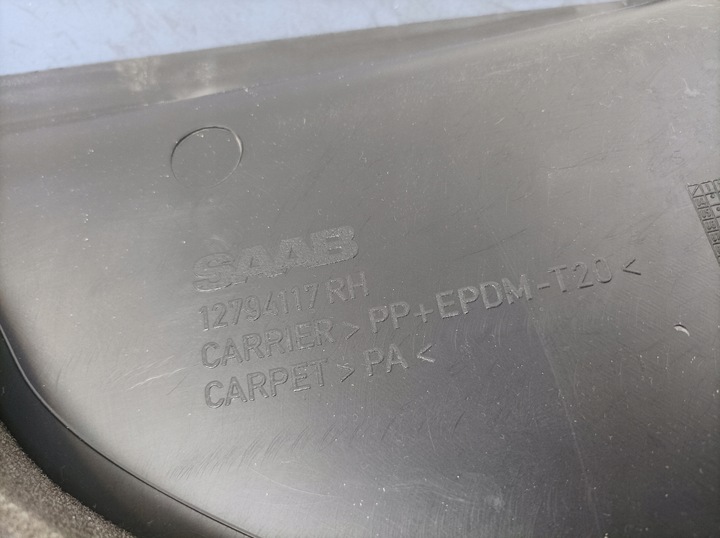 SAAB
12794117 RH
CARRIER > PP+EPDM-T20 <
CARPET > PA <